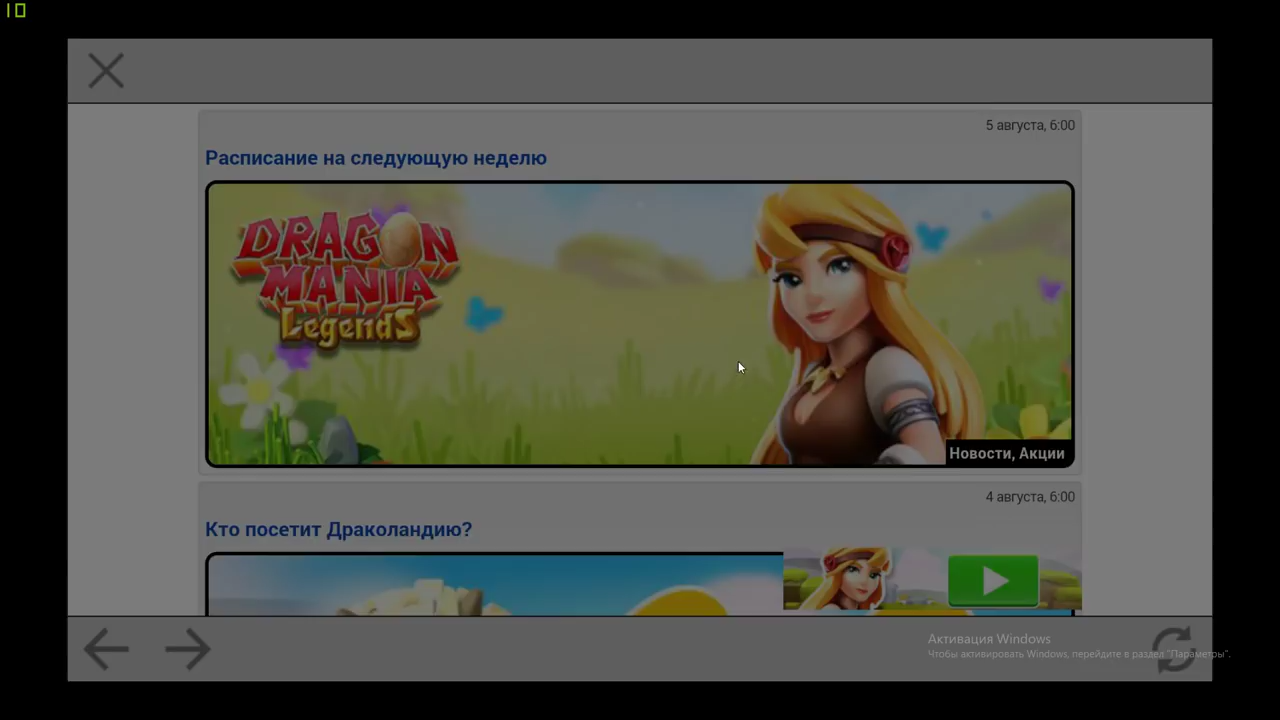 10
5 августа, 6:00
Расписание на следующую неделю
DRAGON
MANIA
Legends
Новости, Акции
4 августа, 6:00
Кто посетит Драколандию?
Активация Windows
Чтобы активировать Windows, перейдите в раздел "Параметры".